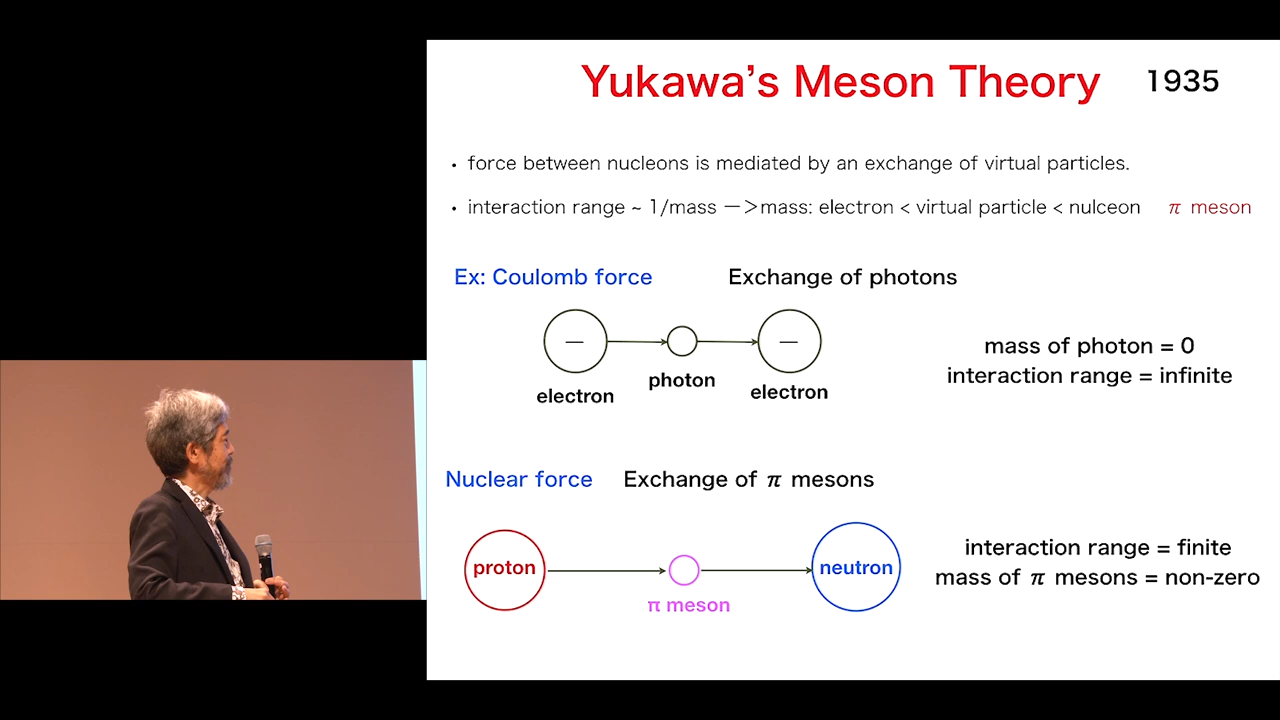 Yukawa’s Meson Theory 1935
• force between nucleons is mediated by an exchange of virtual particles.
• interaction range ~ 1/mass —>mass: electron < virtual particle < nulceon π meson
Ex: Coulomb force Exchange of photons
— —
electron photon electron
mass of photon = 0
interaction range = infinite
Nuclear force Exchange of π mesons
proton neutron
π meson
interaction range = finite
mass of π mesons = non-zero